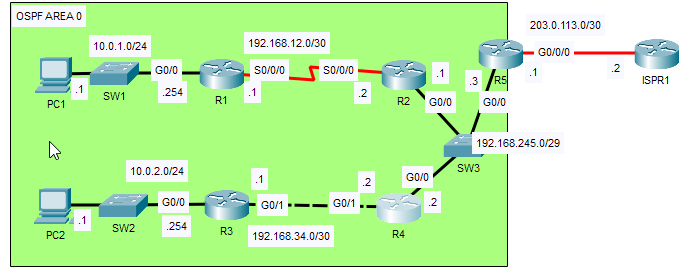 OSPF AREA 0
203.0.113.0/30
10.0.1.0/24
192.168.12.0/30
G0/0
S0/0/0
S0/0/0
.1
G0/0/0
.1
PC1
SW1
.254
R1
.1
.2
R2
G0/0
.3
R5
G0/0
.1
.2
ISPR1
192.168.245.0/29
SW3
10.0.2.0/24
.1
.2
G0/0
.1
PC2
SW2
G0/0
.254
R3
G0/1
G0/1
R4
.2
192.168.34.0/30